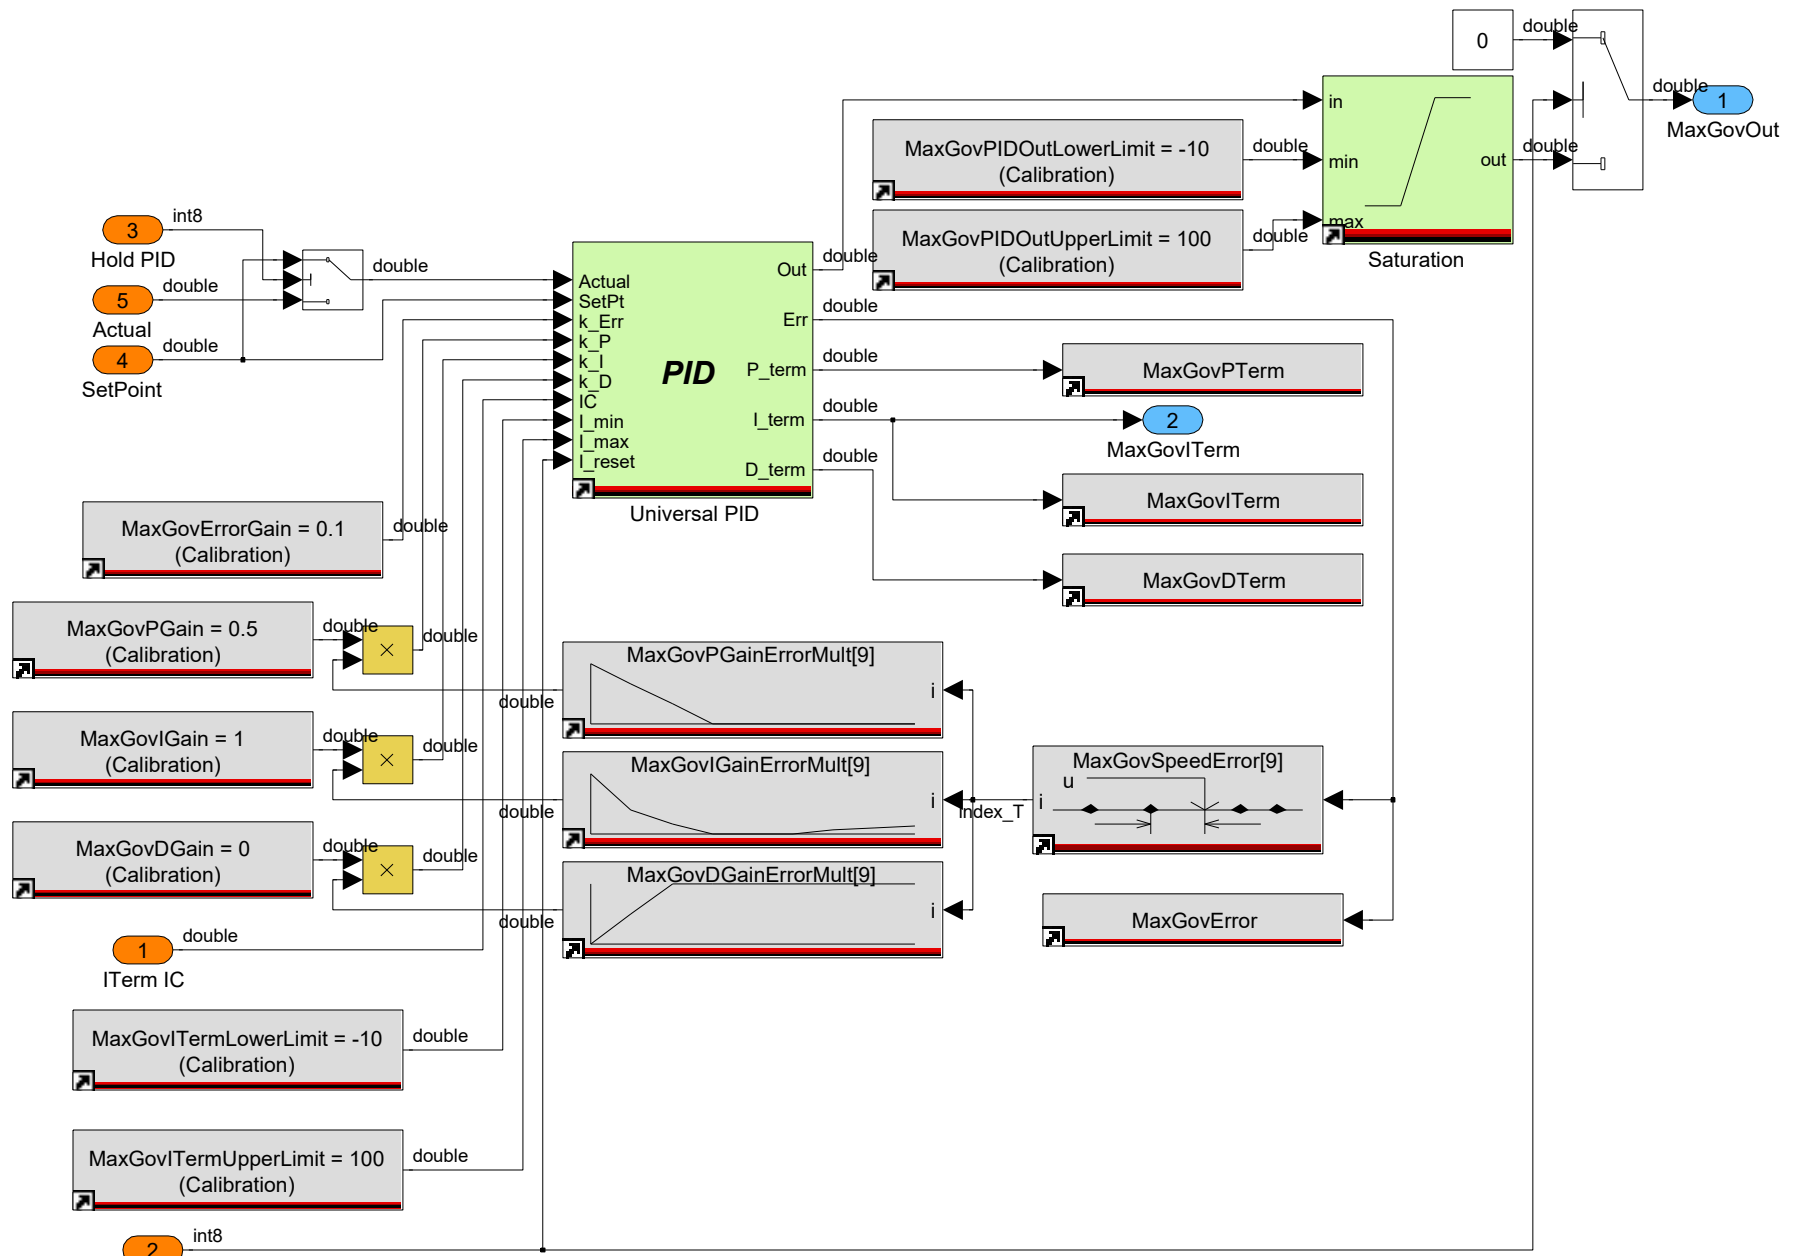 0
double
double
1
MaxGovOut
in
MaxGovPIDOutLowerLimit = -10
(Calibration)
double
min
out
double
max
MaxGovPIDOutUpperLimit = 100
(Calibration)
double
Saturation
3
int8
Hold PID
5
double
Actual
4
double
SetPoint
double
Actual
SetPt
k_Err
k_P
k_I
k_D
IC
I_min
I_max
I_reset
PID
Out
Err
P_term
I_term
D_term
Universal PID
double
double
double
MaxGovPTerm
double
2
MaxGovITerm
double
MaxGovITerm
MaxGovDTerm
MaxGovErrorGain = 0.1
(Calibration)
double
MaxGovPGain = 0.5
(Calibration)
double
×
double
MaxGovPGainErrorMult[9]
i
double
MaxGovIGain = 1
(Calibration)
double
×
double
MaxGovIGainErrorMult[9]
i
double
Index_T
MaxGovSpeedError[9]
u
i
MaxGovDGain = 0
(Calibration)
double
×
double
MaxGovDGainErrorMult[9]
i
double
MaxGovError
1
double
ITerm IC
MaxGovITermLowerLimit = -10
(Calibration)
double
MaxGovITermUpperLimit = 100
(Calibration)
double
2
int8